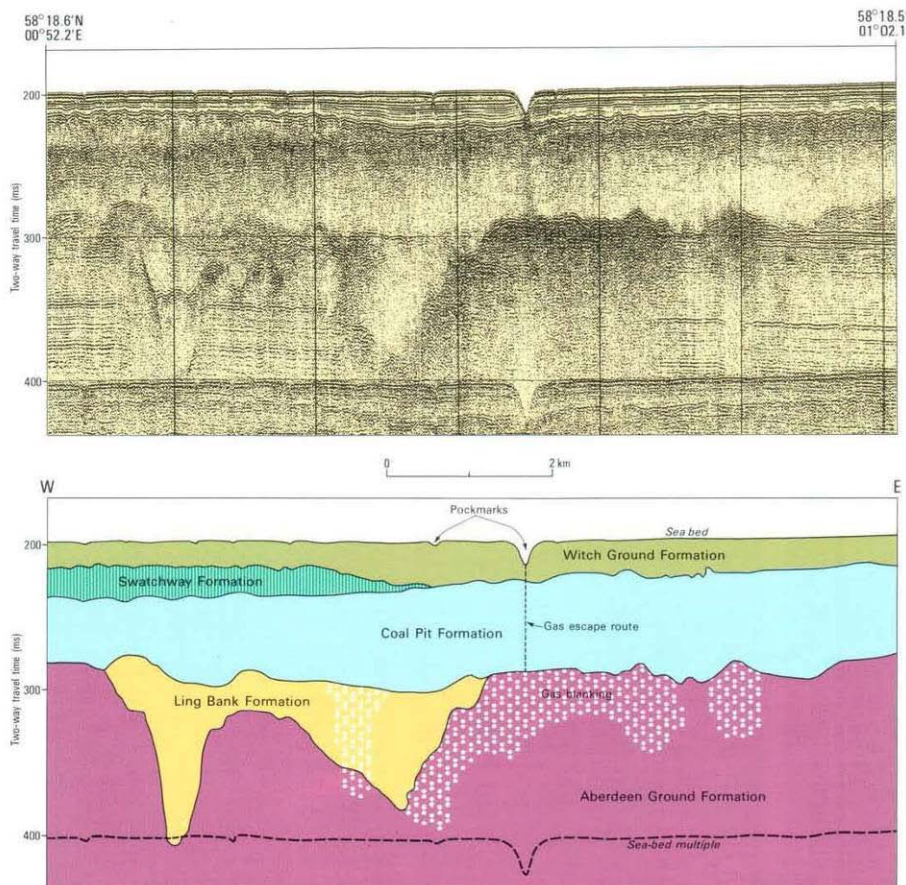 58°18.6'N
00°52.2'E
58°18.5
01°02.1
200
300
400
Two-way travel time (ms)
0 2 km
W E
Pockmarks
Sea bed
200
Witch Ground Formation
Swatchway Formation
Coal Pit Formation
Gas escape route
300
Ling Bank Formation
Gas blanking
Two-way travel time (ms)
Aberdeen Ground Formation
400
Sea-bed multiple